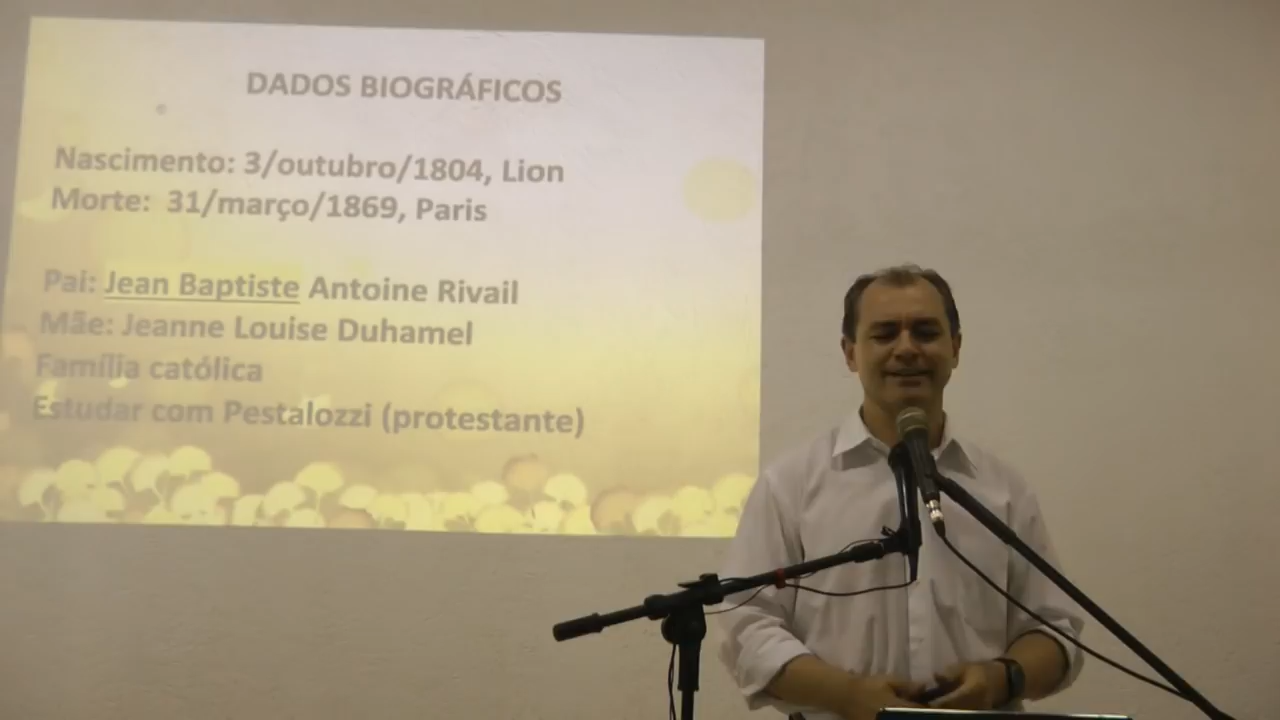 DADOS BIOGRÁFICOS
Nascimento: 3/outubro/1804, Lion
Morte: 31/março/1869, Paris
Pai: Jean Baptiste Antoine Rivail
Mãe: Jeanne Louise Duhamel
Família católica
Estudar com Pestalozzi (protestante)